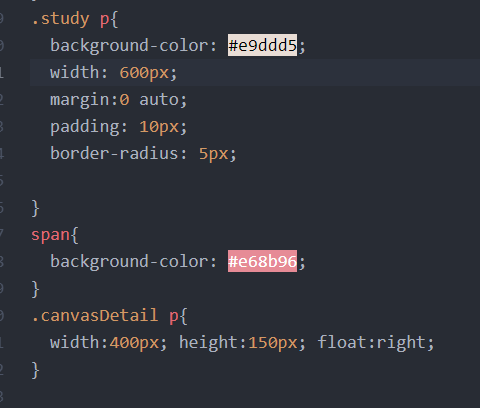 .study p{
background-color: #e9ddd5;
width: 600px;
margin:0 auto;
padding: 10px;
border-radius: 5px;
}
span{
background-color: #e68b96;
}
.canvasDetail p{
width:400px; height:150px; float:right;
}